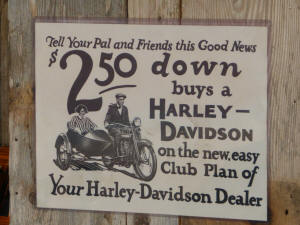 Tell Your Pal and Friends this Good News
$2.50 down
buys a
HARLEY-
DAVIDSON
on the new, easy
Club Plan of
Your Harley-Davidson Dealer